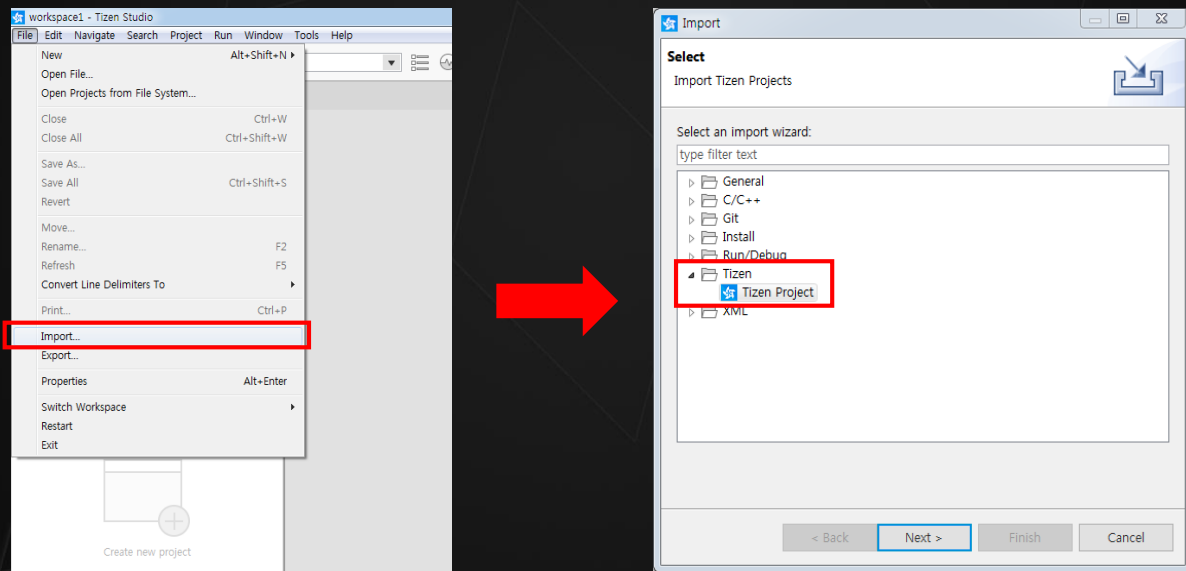 workspace1 - Tizen Studio
File Edit Navigate Search Project Run Window Tools Help
New Alt+Shift+N
Open File...
Open Projects from File System...
Close Ctrl+W
Close All Ctrl+Shift+W
Save As...
Save All Ctrl+Shift+S
Revert
Move...
Rename... F2
Refresh F5
Convert Line Delimiters To
Print... Ctrl+P
Import...
Export...
Properties Alt+Enter
Switch Workspace
Restart
Exit
Create new project
Import
Select
Import Tizen Projects
Select an import wizard:
type filter text
General
C/C++
Git
Install
Run/Debug
Tizen
Tizen Project
XML
< Back Next > Finish Cancel